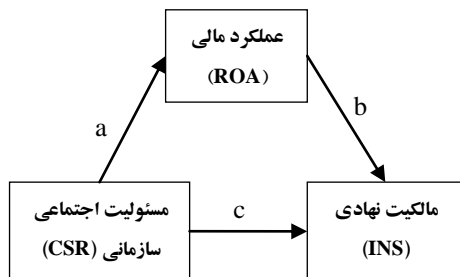 عملکرد مالی
(ROA)
a
b
مسئولیت اجتماعی
سازمانی (CSR)
c
مالکیت نهادی
(INS)